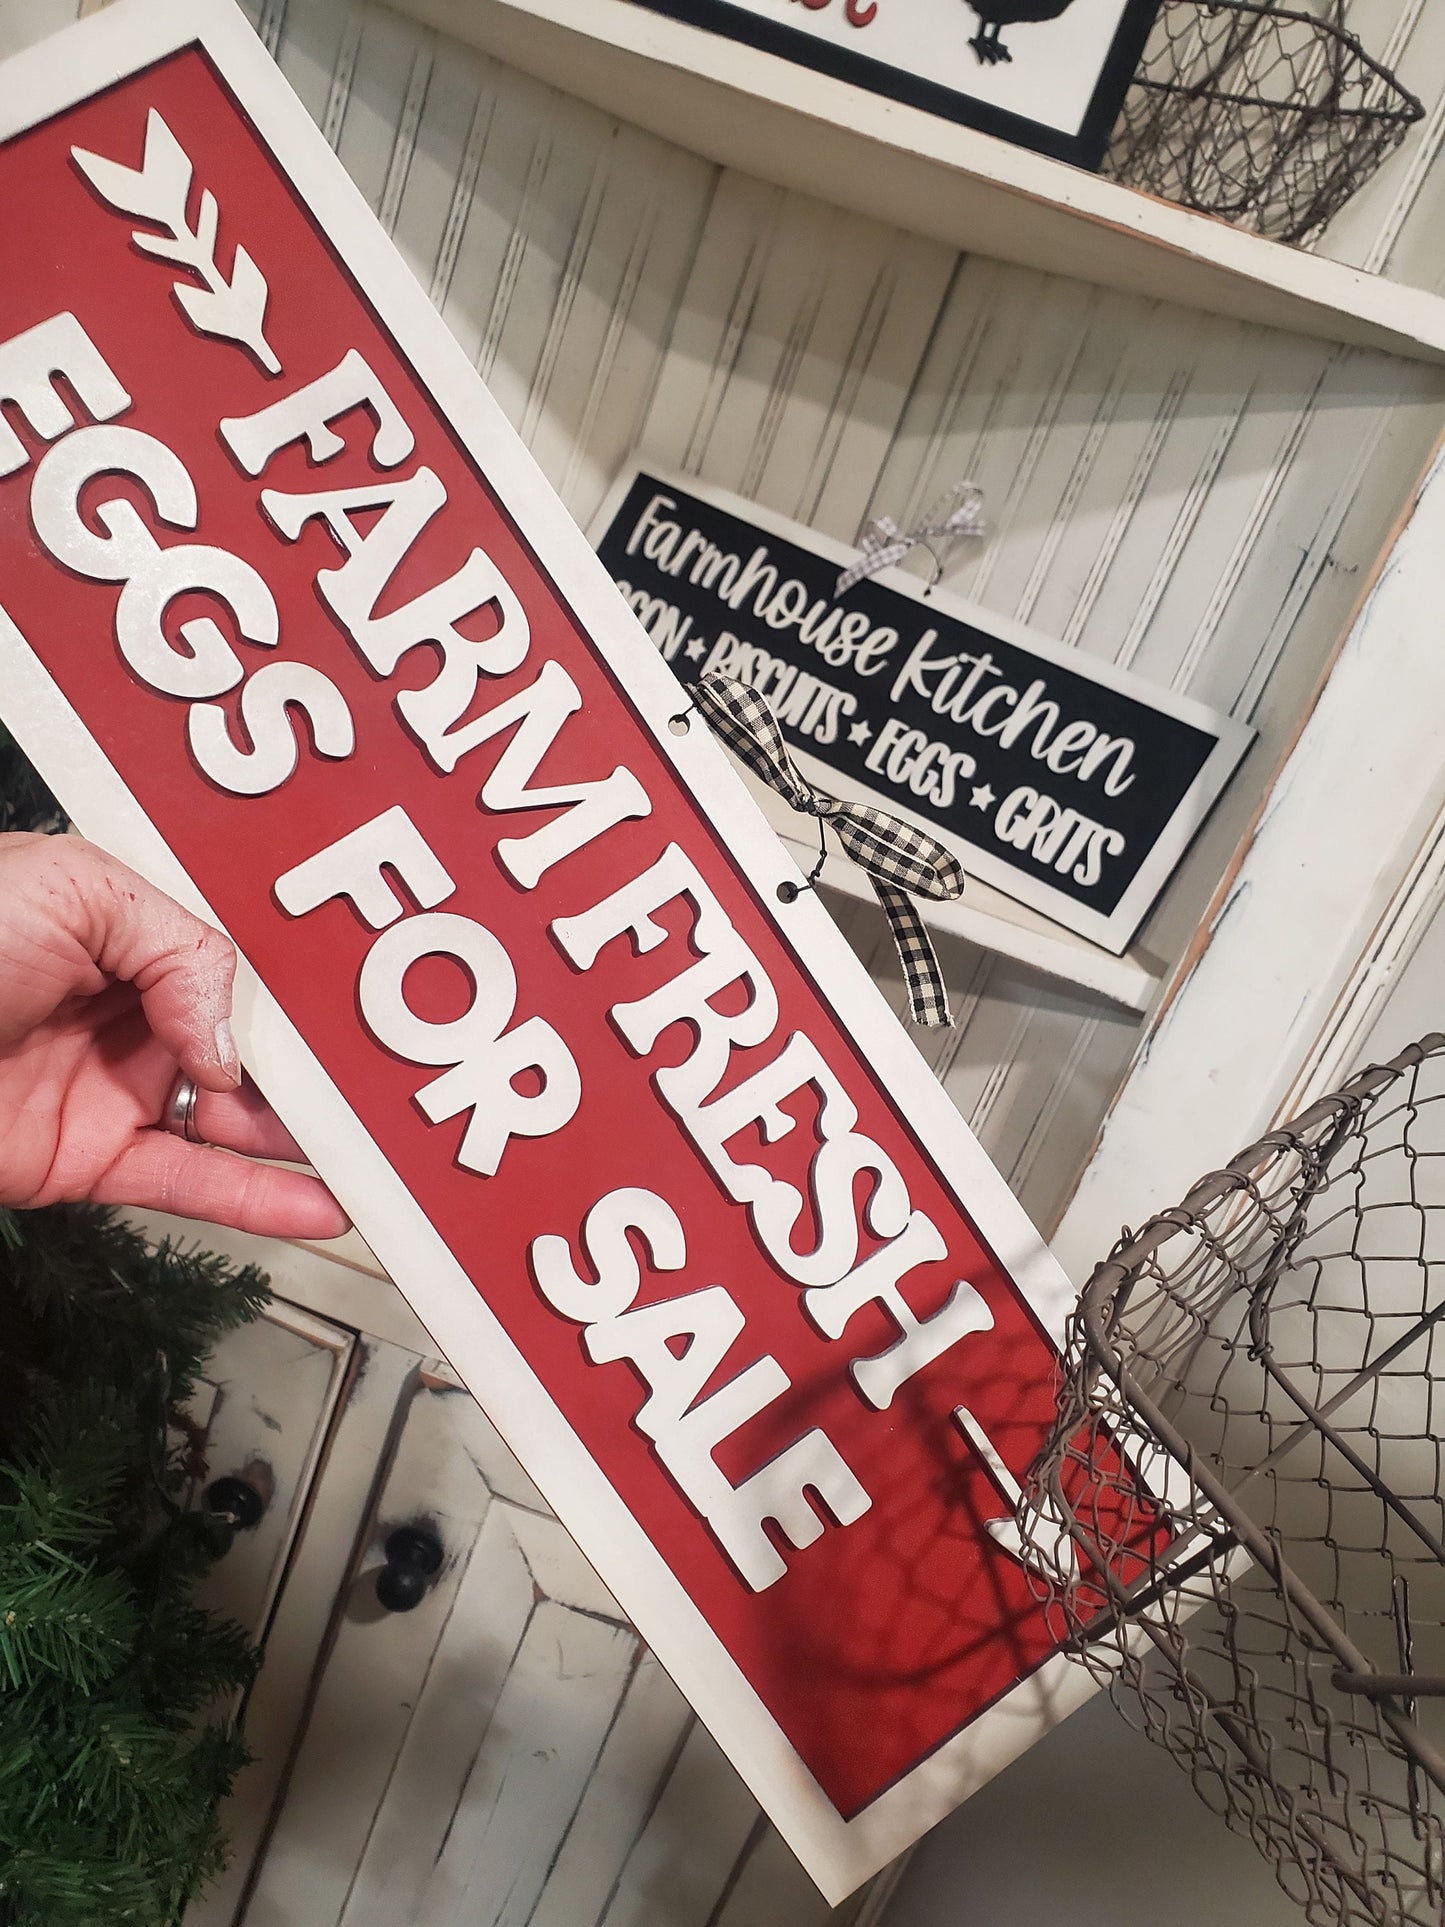 FARM FRESH
EGGS FOR SALE
Farmhouse Kitchen
★ BISCUITS ★ EGGS ★ GRITS